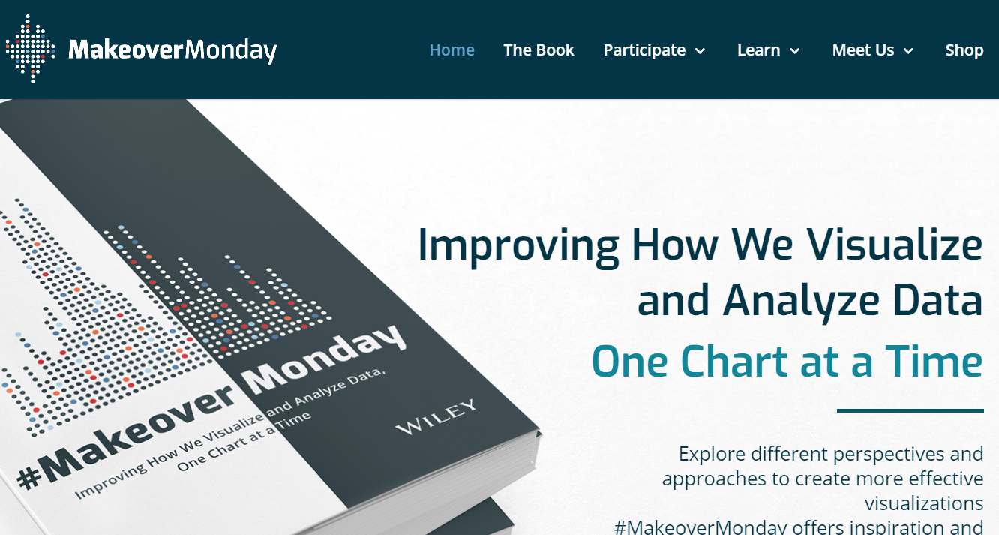 MakeoverMonday
Home The Book Participate Learn Meet Us Shop
#Makeover Monday
Improving How We Visualize and Analyze Data,
One Chart at a Time
WILEY
Improving How We Visualize
and Analyze Data
One Chart at a Time
Explore different perspectives and
approaches to create more effective
visualizations
#MakeoverMonday offers inspiration and